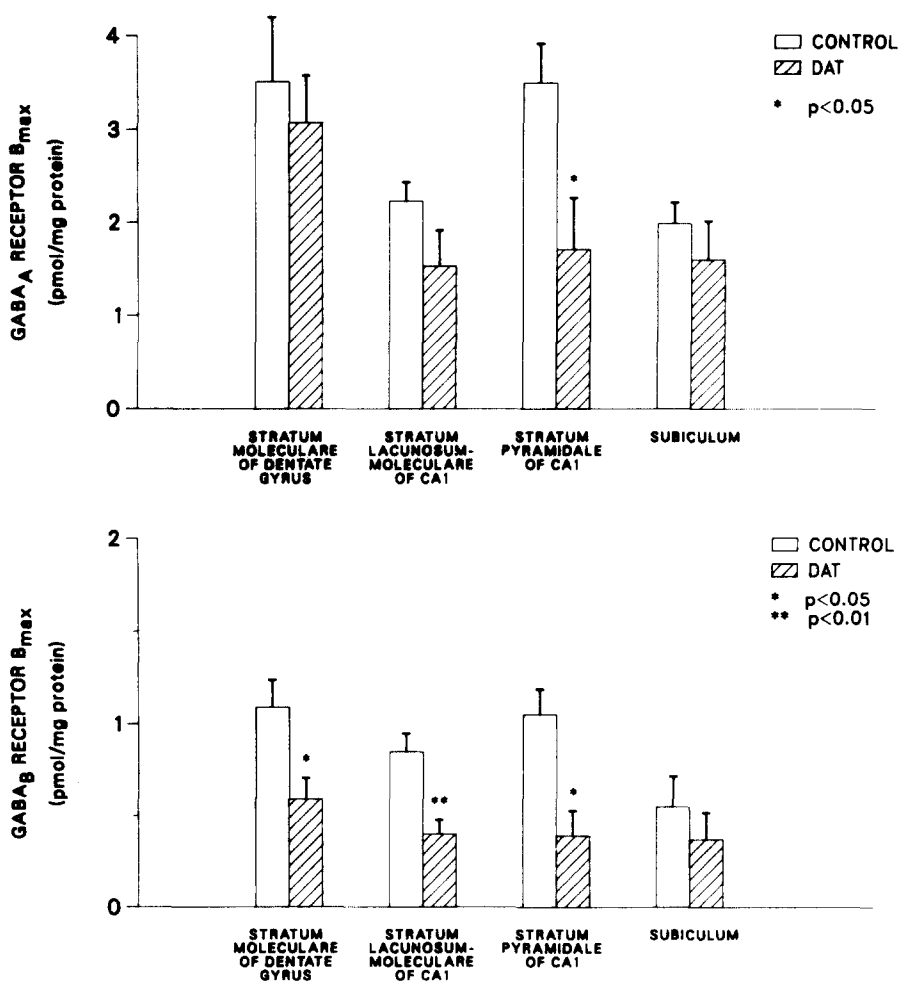 4
3
2
1
0
GABAA RECEPTOR Bmax
(pmol/mg protein)
CONTROL
DAT
* p<0.05
*
STRATUM
MOLECULARE
OF DENTATE
GYRUS
STRATUM
LACUNOSUM-
MOLECULARE
OF CA1
STRATUM
PYRAMIDALE
OF CA1
SUBICULUM
2
1
0
GABAB RECEPTOR Bmax
(pmol/mg protein)
CONTROL
DAT
* p<0.05
** p<0.01
*
**
*
STRATUM
MOLECULARE
OF DENTATE
GYRUS
STRATUM
LACUNOSUM-
MOLECULARE
OF CA1
STRATUM
PYRAMIDALE
OF CA1
SUBICULUM